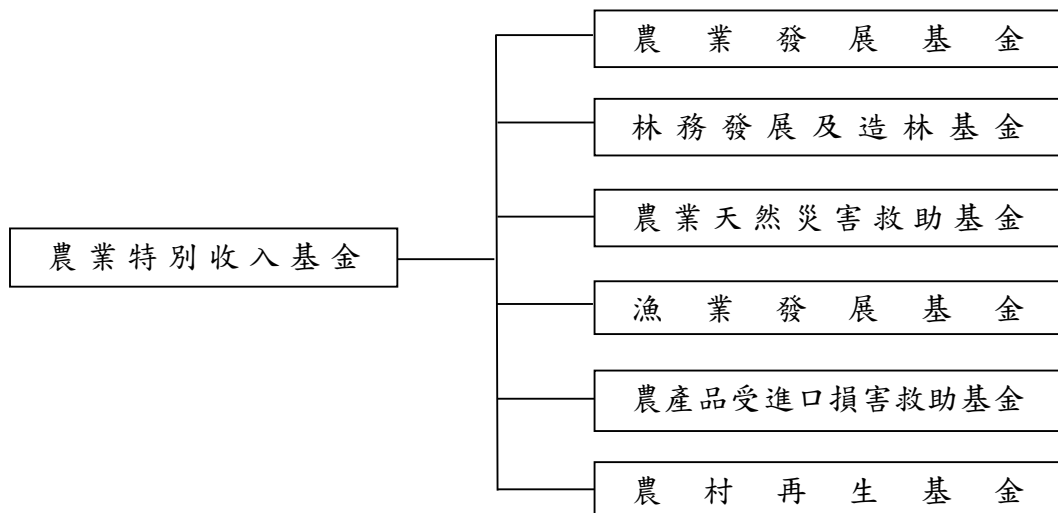 農業發展基金
林務發展及造林基金
農業天然災害救助基金
農業特別收入基金
漁業發展基金
農產品受進口損害救助基金
農村再生基金